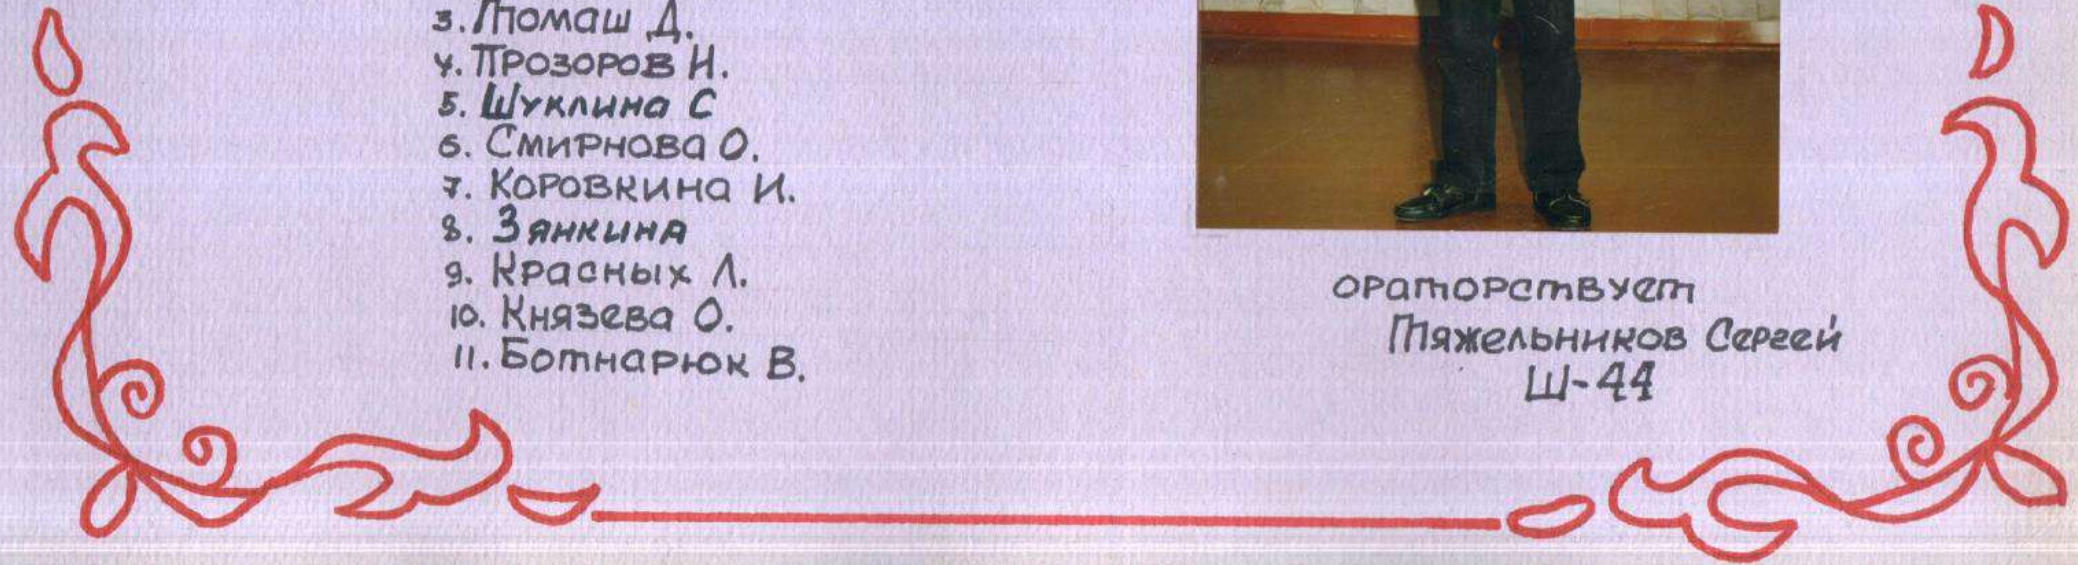 3. Томаш Д.
4. Прозоров И.
5. Шуклина С
6. Смирнова О.
7. Коровкина И.
8. Зянкина
9. Красных Л.
10. Князева О.
11. Ботнарюк В.
ораторствует
Тяжельников Сергей
Ш-44